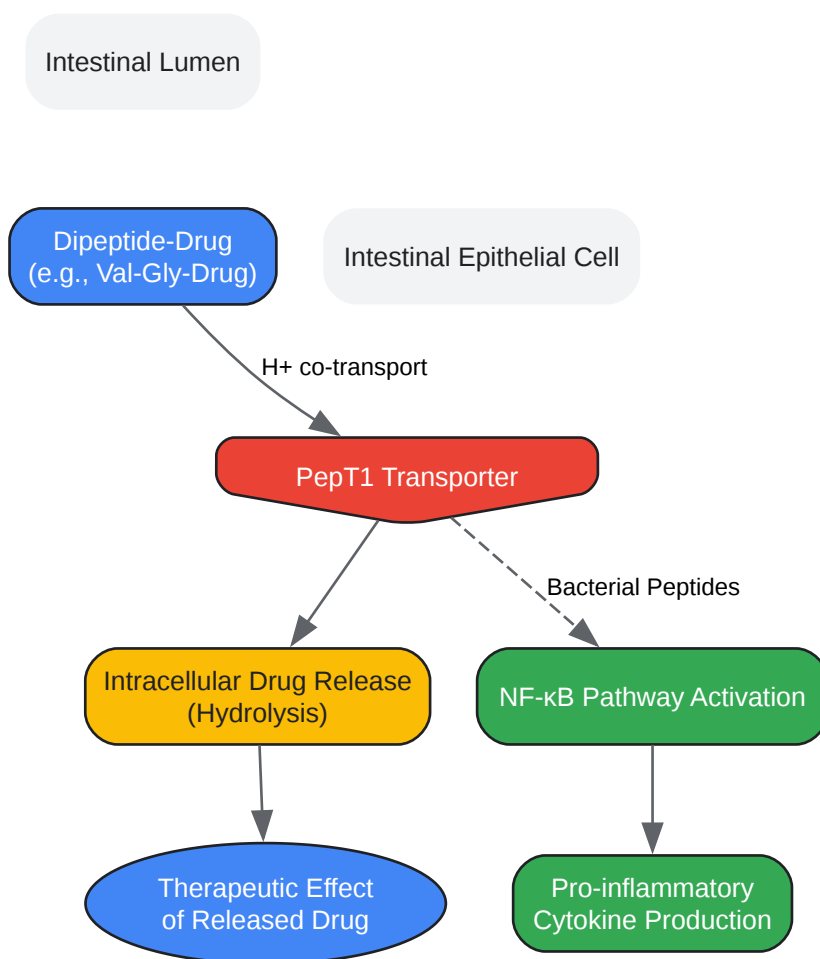 Intestinal Lumen
Dipeptide-Drug
(e.g., Val-Gly-Drug)
Intestinal Epithelial Cell
H+ co-transport
PepT1 Transporter
Bacterial Peptides
Intracellular Drug Release
(Hydrolysis)
NF-κB Pathway Activation
Therapeutic Effect
of Released Drug
Pro-inflammatory
Cytokine Production